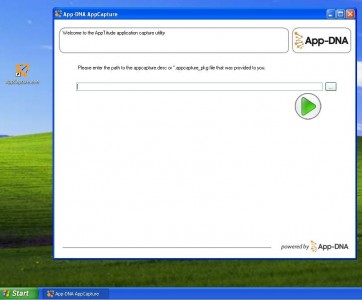 App-DNA AppCapture
Welcome to the AppTitude application capture utility
App-DNA
Please enter the path to the appcapture.desc or *.appcapture_pkg file that was provided to you.
...
appcapture.exe
powered by App-DNA
Start
App-DNA AppCapture